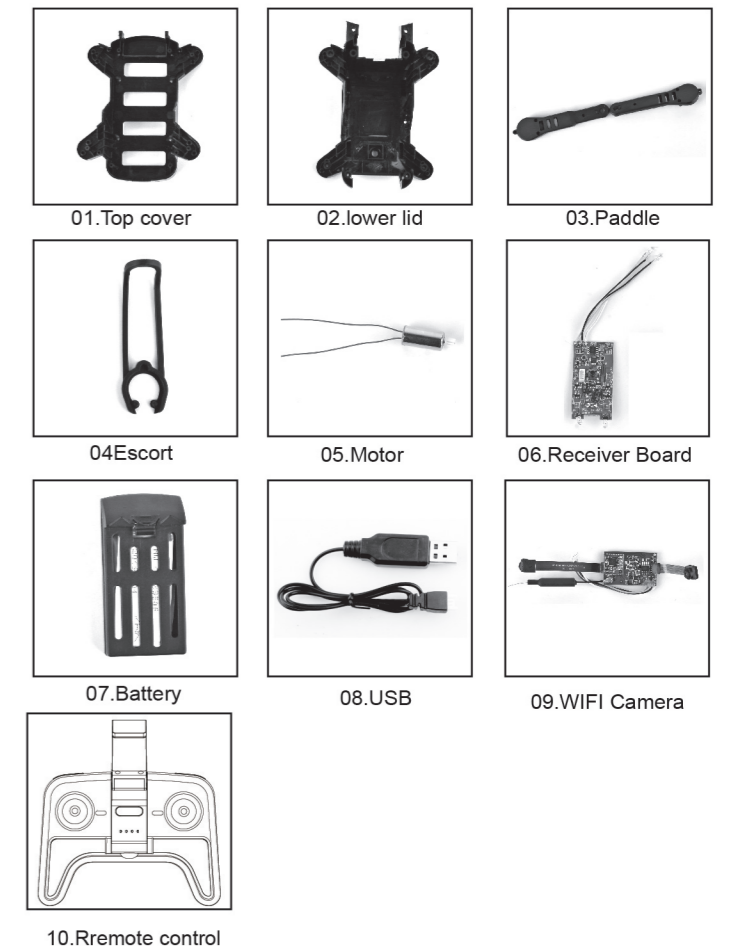 01.Top cover
02.lower lid
03.Paddle
04Escort
05.Motor
06.Receiver Board
07.Battery
08.USB
09.WIFI Camera
10.Rremote control